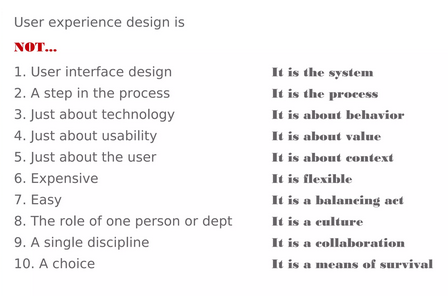 User experience design is
NOT...
1. User interface design It is the system
2. A step in the process It is the process
3. Just about technology It is about behavior
4. Just about usability It is about value
5. Just about the user It is about context
6. Expensive It is flexible
7. Easy It is a balancing act
8. The role of one person or dept It is a culture
9. A single discipline It is a collaboration
10. A choice It is a means of survival